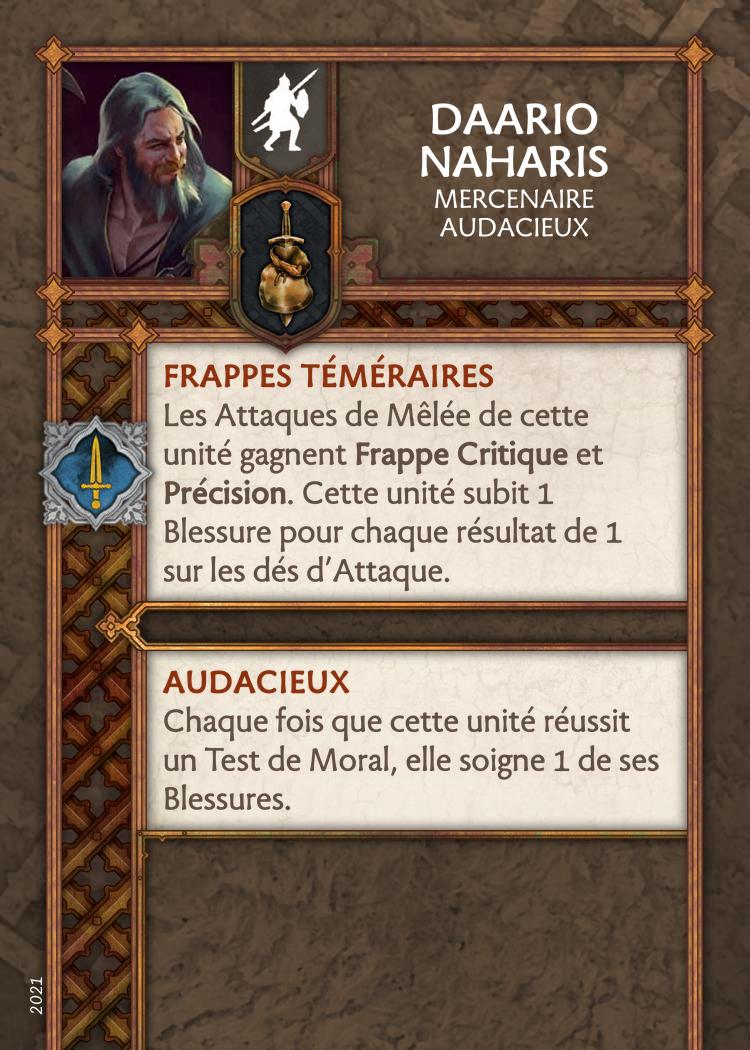 DAARIO
NAHARIS
MERCENAIRE
AUDACIEUX
FRAPPES TÉMÉRAIRES
Les Attaques de Mêlée de cette
unité gagnent Frappe Critique et
Précision. Cette unité subit 1
Blessure pour chaque résultat de 1
sur les dés d'Attaque.
AUDACIEUX
Chaque fois que cette unité réussit
un Test de Moral, elle soigne 1 de ses
Blessures.
2021